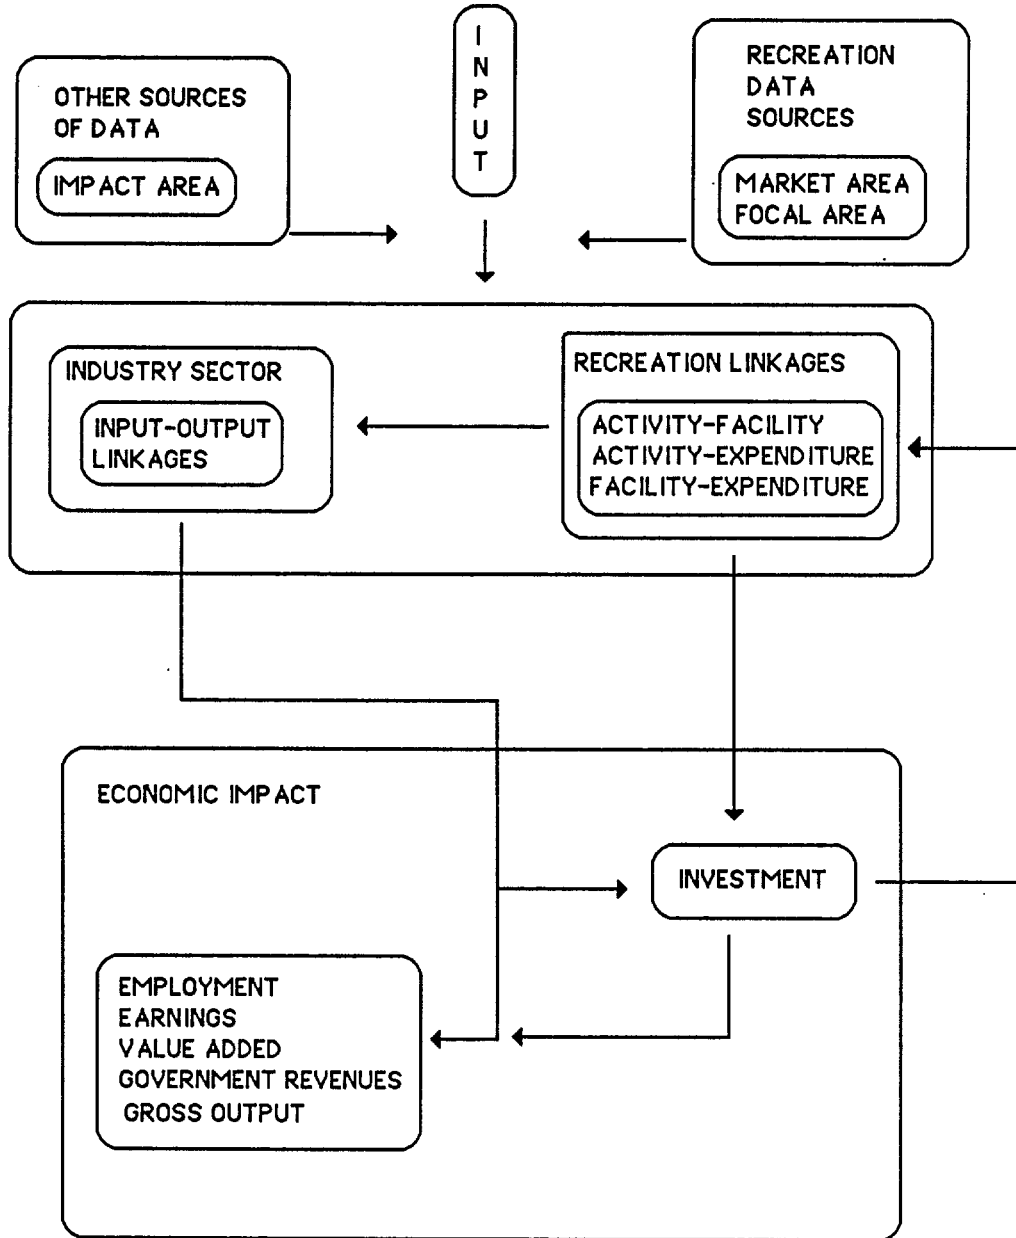 INPUT
OTHER SOURCES
OF DATA
IMPACT AREA
RECREATION
DATA
SOURCES
MARKET AREA
FOCAL AREA
INDUSTRY SECTOR
INPUT-OUTPUT
LINKAGES
RECREATION LINKAGES
ACTIVITY-FACILITY
ACTIVITY-EXPENDITURE
FACILITY-EXPENDITURE
ECONOMIC IMPACT
INVESTMENT
EMPLOYMENT
EARNINGS
VALUE ADDED
GOVERNMENT REVENUES
GROSS OUTPUT